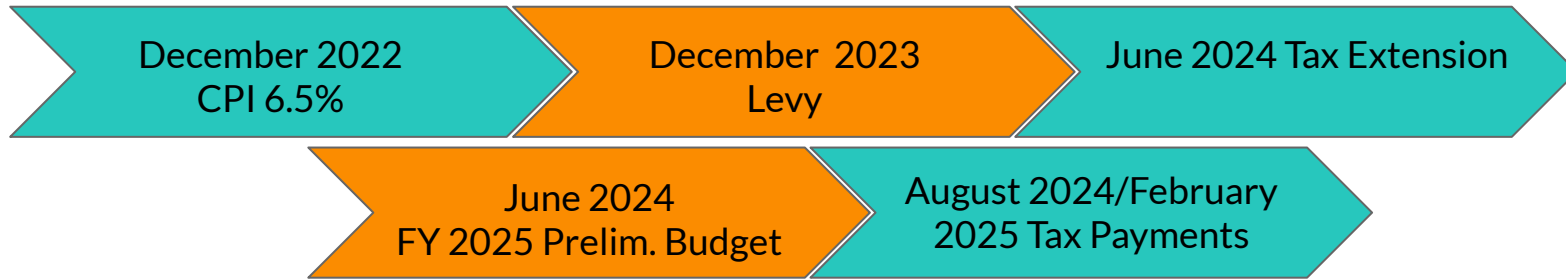 December 2022
CPI 6.5%
December 2023
Levy
June 2024 Tax Extension
June 2024
FY 2025 Prelim. Budget
August 2024/February
2025 Tax Payments